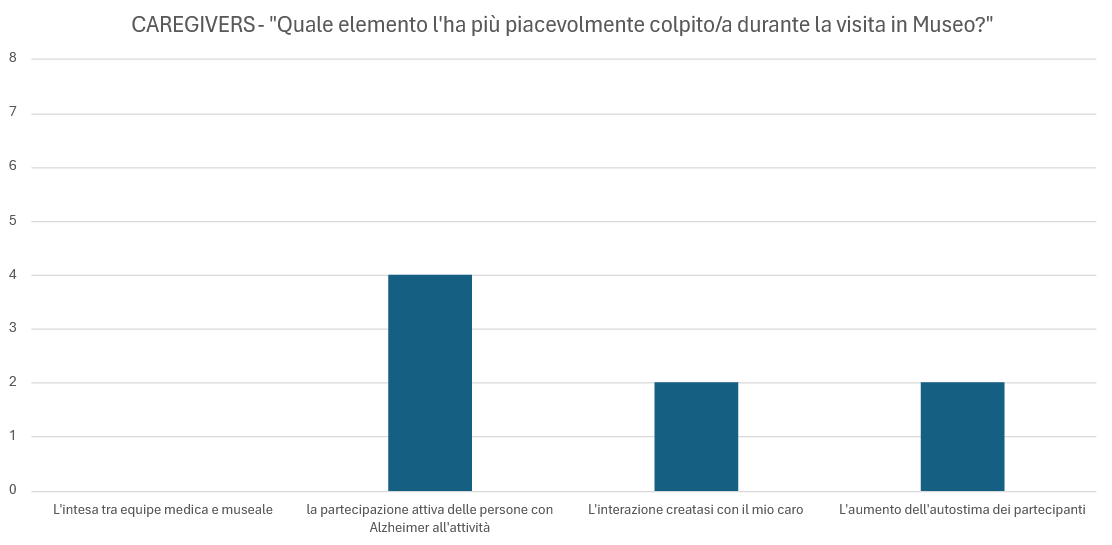 CAREGIVERS- "Quale elemento l'ha più piacevolmente colpito/a durante la visita in Museo?"
8
7
6
5
4
3
2
1
0
L'intesa tra equipe medica e museale
la partecipazione attiva delle persone con
Alzheimer all'attività
L'interazione creatasi con il mio caro
L'aumento dell'autostima dei partecipanti